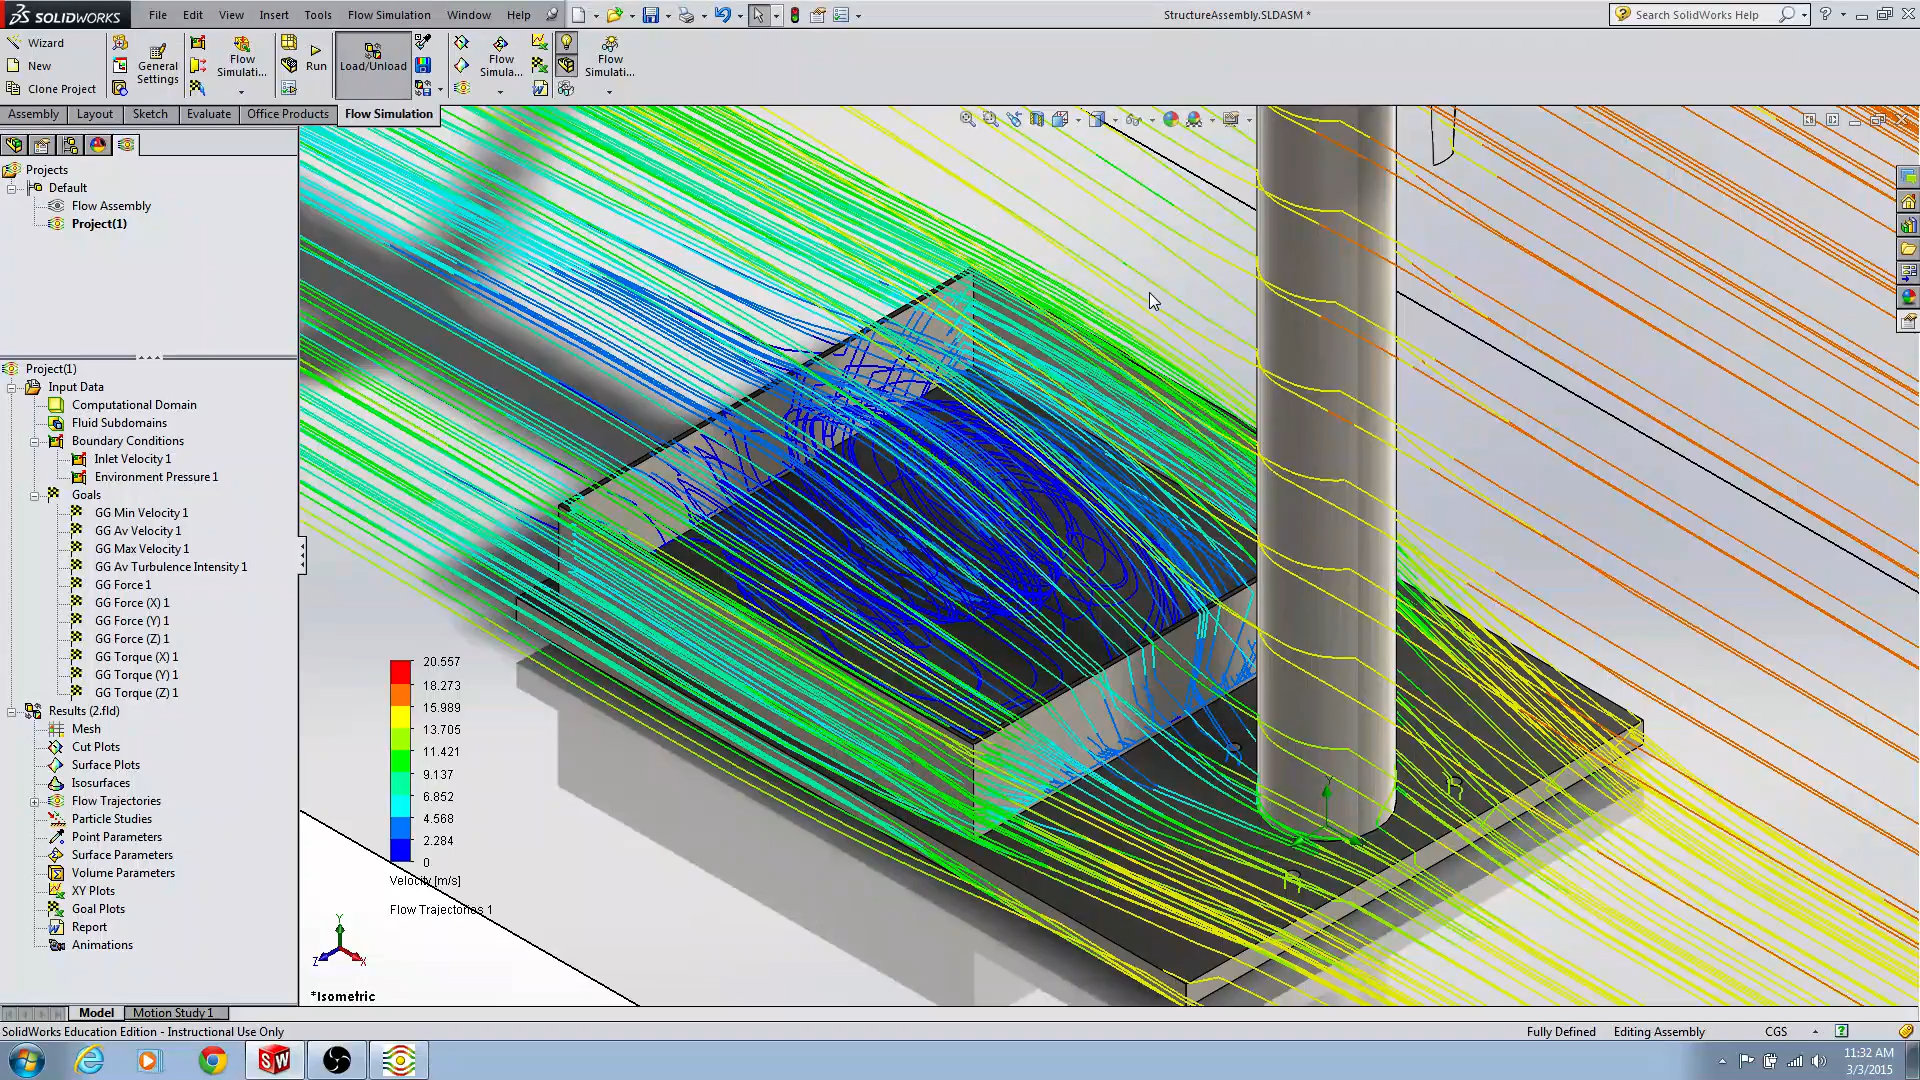 SOLIDWORKS
File Edit View Insert Tools Flow Simulation Window Help
StructureAssembly.SLDASM *
Search SolidWorks Help
Wizard
New
Clone Project
General Settings
Flow Simulati...
Run
Load/Unload
Flow Simula...
Flow Simulati...
Assembly Layout Sketch Evaluate Office Products Flow Simulation
Projects
Default
Flow Assembly
Project(1)
Project(1)
Input Data
Computational Domain
Fluid Subdomains
Boundary Conditions
Inlet Velocity 1
Environment Pressure 1
Goals
GG Min Velocity 1
GG Av Velocity 1
GG Max Velocity 1
GG Av Turbulence Intensity 1
GG Force 1
GG Force (X) 1
GG Force (Y) 1
GG Force (Z) 1
GG Torque (X) 1
GG Torque (Y) 1
GG Torque (Z) 1
Results (2.fld)
Mesh
Cut Plots
Surface Plots
Isosurfaces
Flow Trajectories
Particle Studies
Point Parameters
Surface Parameters
Volume Parameters
XY Plots
Goal Plots
Report
Animations
20.557
18.273
15.989
13.705
11.421
9.137
6.852
4.568
2.284
0
Velocity [m/s]
Flow Trajectories 1
Y
Y
Z
X
*Isometric
Model Motion Study 1
SolidWorks Education Edition - Instructional Use Only
Fully Defined Editing Assembly CGS
11:32 AM
3/3/2015